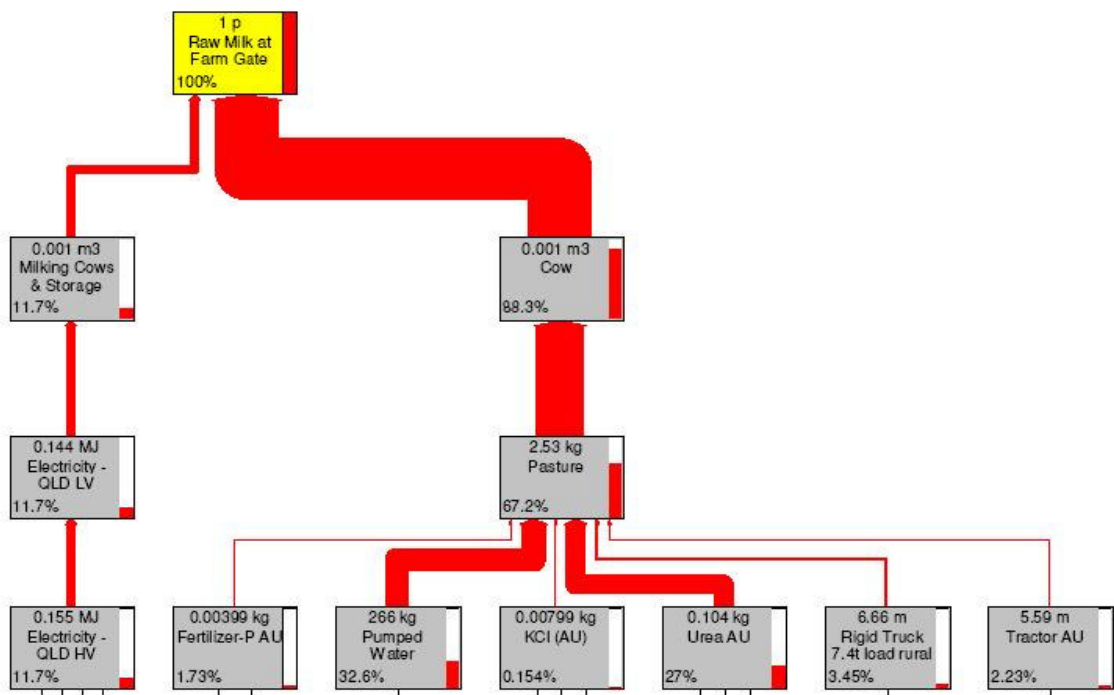 1 p
Raw Milk at
Farm Gate
100%
0.001 m3
Milking Cows
& Storage
11.7%
0.001 m3
Cow
88.3%
0.144 MJ
Electricity -
QLD LV
11.7%
2.53 kg
Pasture
67.2%
0.155 MJ
Electricity -
QLD HV
11.7%
0.00399 kg
Fertilizer-P AU
1.73%
266 kg
Pumped
Water
32.6%
0.00799 kg
KCl (AU)
0.154%
0.104 kg
Urea AU
27%
6.66 m
Rigid Truck
7.4t load rural
3.45%
5.59 m
Tractor AU
2.23%